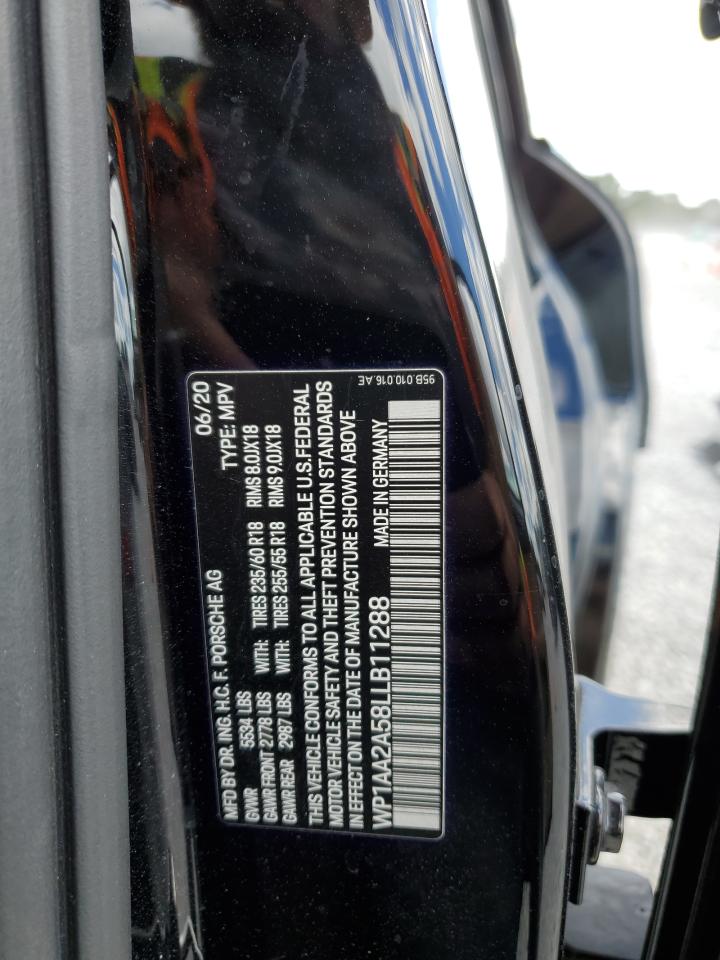 MFD BY DR. ING. H.C. F. PORSCHE AG 06/20
GVWR 5534 LBS TYPE: MPV
GAWR FRONT 2778 LBS WITH: TIRES 235/60 R18 RIMS 8.0JX18
GAWR REAR 2987 LBS WITH: TIRES 255/55 R18 RIMS 9.0JX18
THIS VEHICLE CONFORMS TO ALL APPLICABLE U.S.FEDERAL
MOTOR VEHICLE SAFETY AND THEFT PREVENTION STANDARDS
IN EFFECT ON THE DATE OF MANUFACTURE SHOWN ABOVE
WP1AA2A58LLB11288 MADE IN GERMANY
95B.010.016.AE